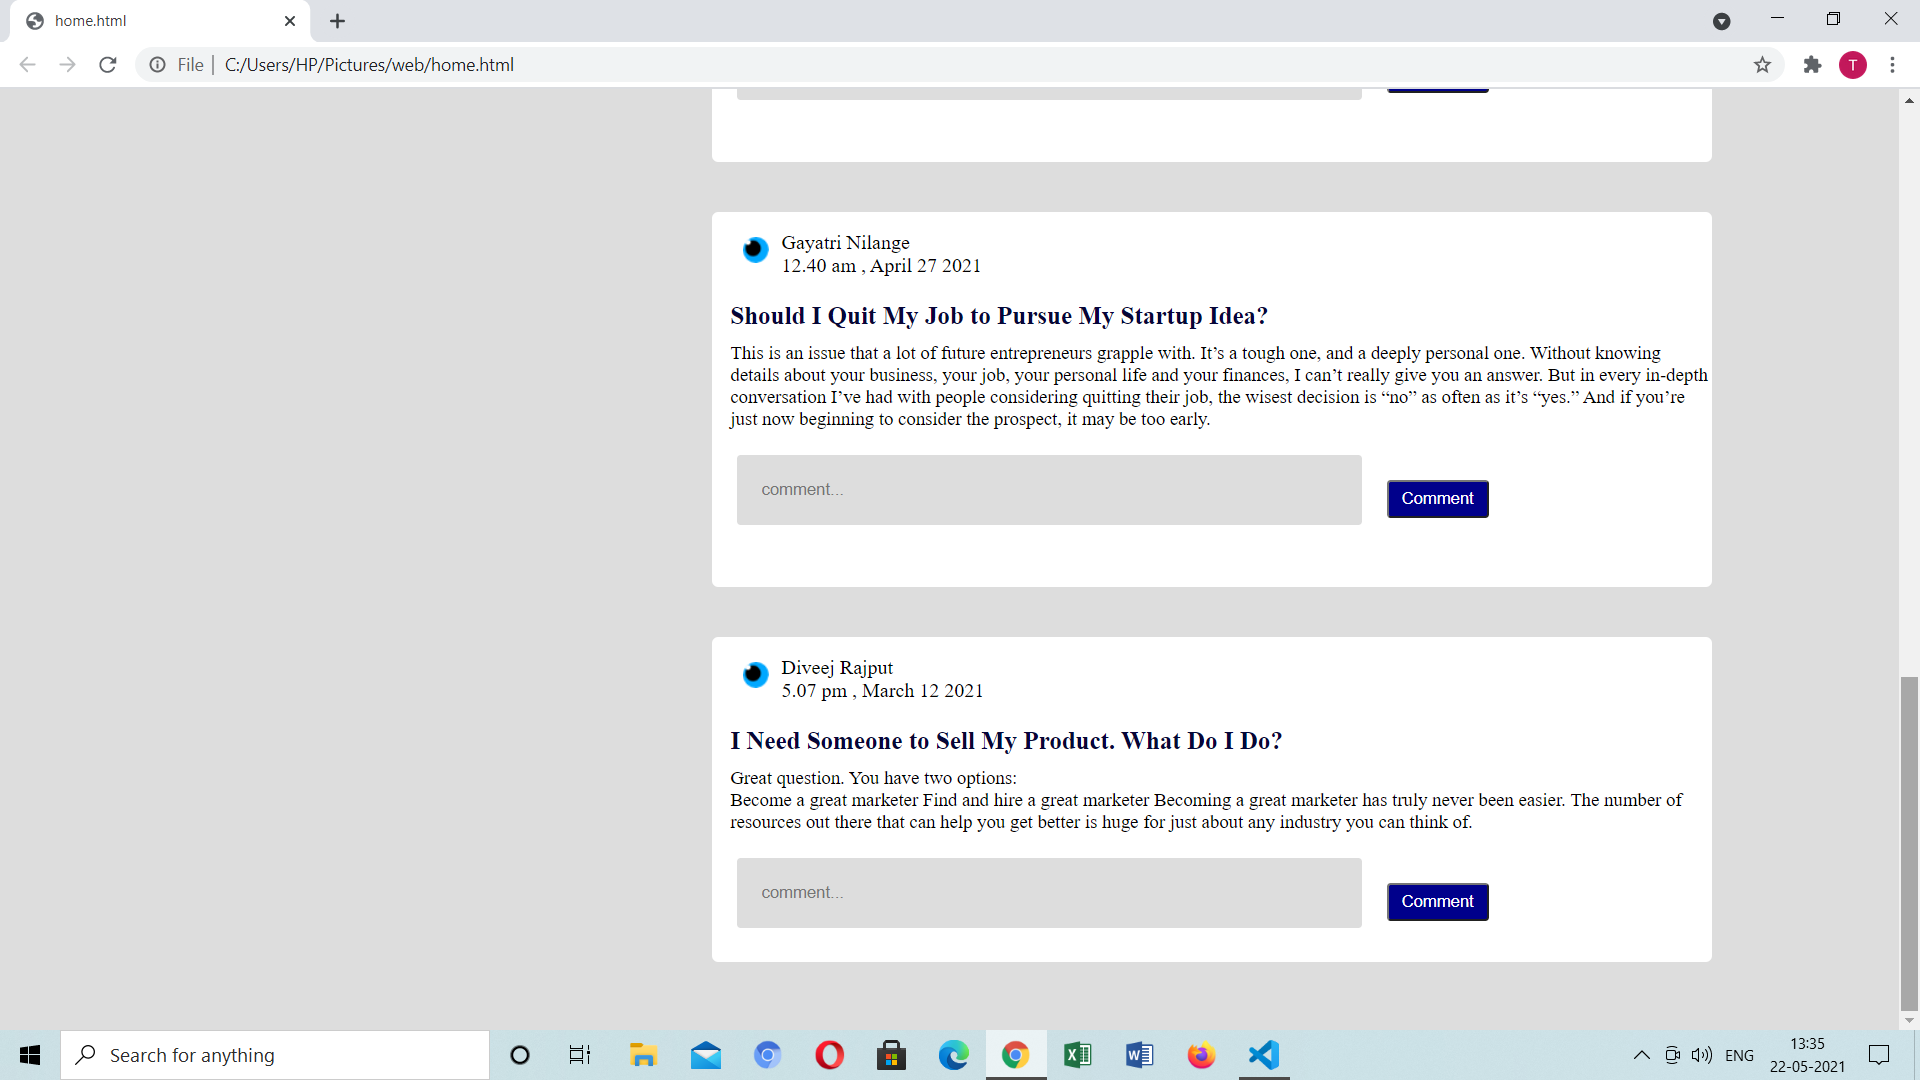 home.html
File
C:/Users/HP/Pictures/web/home.html
T
Gayatri Nilange
12.40 am , April 27 2021
Should I Quit My Job to Pursue My Startup Idea?
This is an issue that a lot of future entrepreneurs grapple with. It’s a tough one, and a deeply personal one. Without knowing
details about your business, your job, your personal life and your finances, I can’t really give you an answer. But in every in-depth
conversation I’ve had with people considering quitting their job, the wisest decision is “no” as often as it’s “yes.” And if you’re
just now beginning to consider the prospect, it may be too early.
comment...
Comment
Diveej Rajput
5.07 pm , March 12 2021
I Need Someone to Sell My Product. What Do I Do?
Great question. You have two options:
Become a great marketer Find and hire a great marketer Becoming a great marketer has truly never been easier. The number of
resources out there that can help you get better is huge for just about any industry you can think of.
comment...
Comment
Search for anything
ENG
13:35
22-05-2021